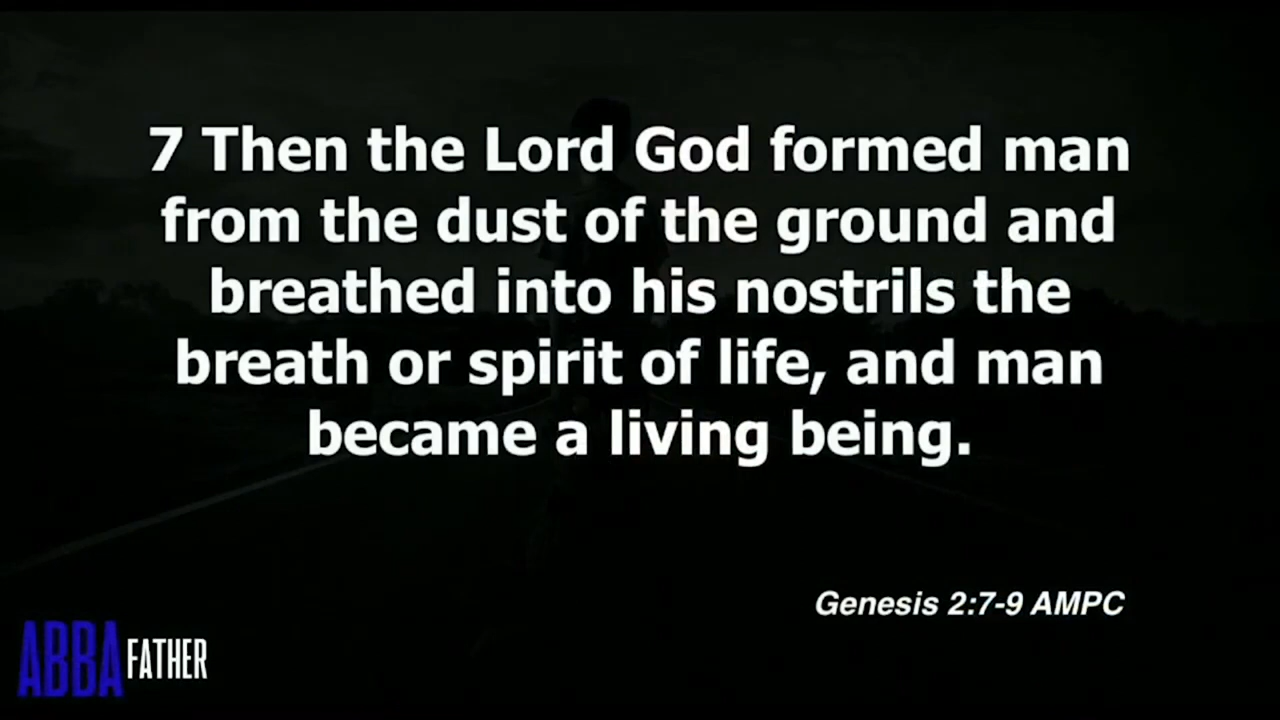 7 Then the Lord God formed man
from the dust of the ground and
breathed into his nostrils the
breath or spirit of life, and man
became a living being.
Genesis 2:7-9 AMPC
ABBA FATHER